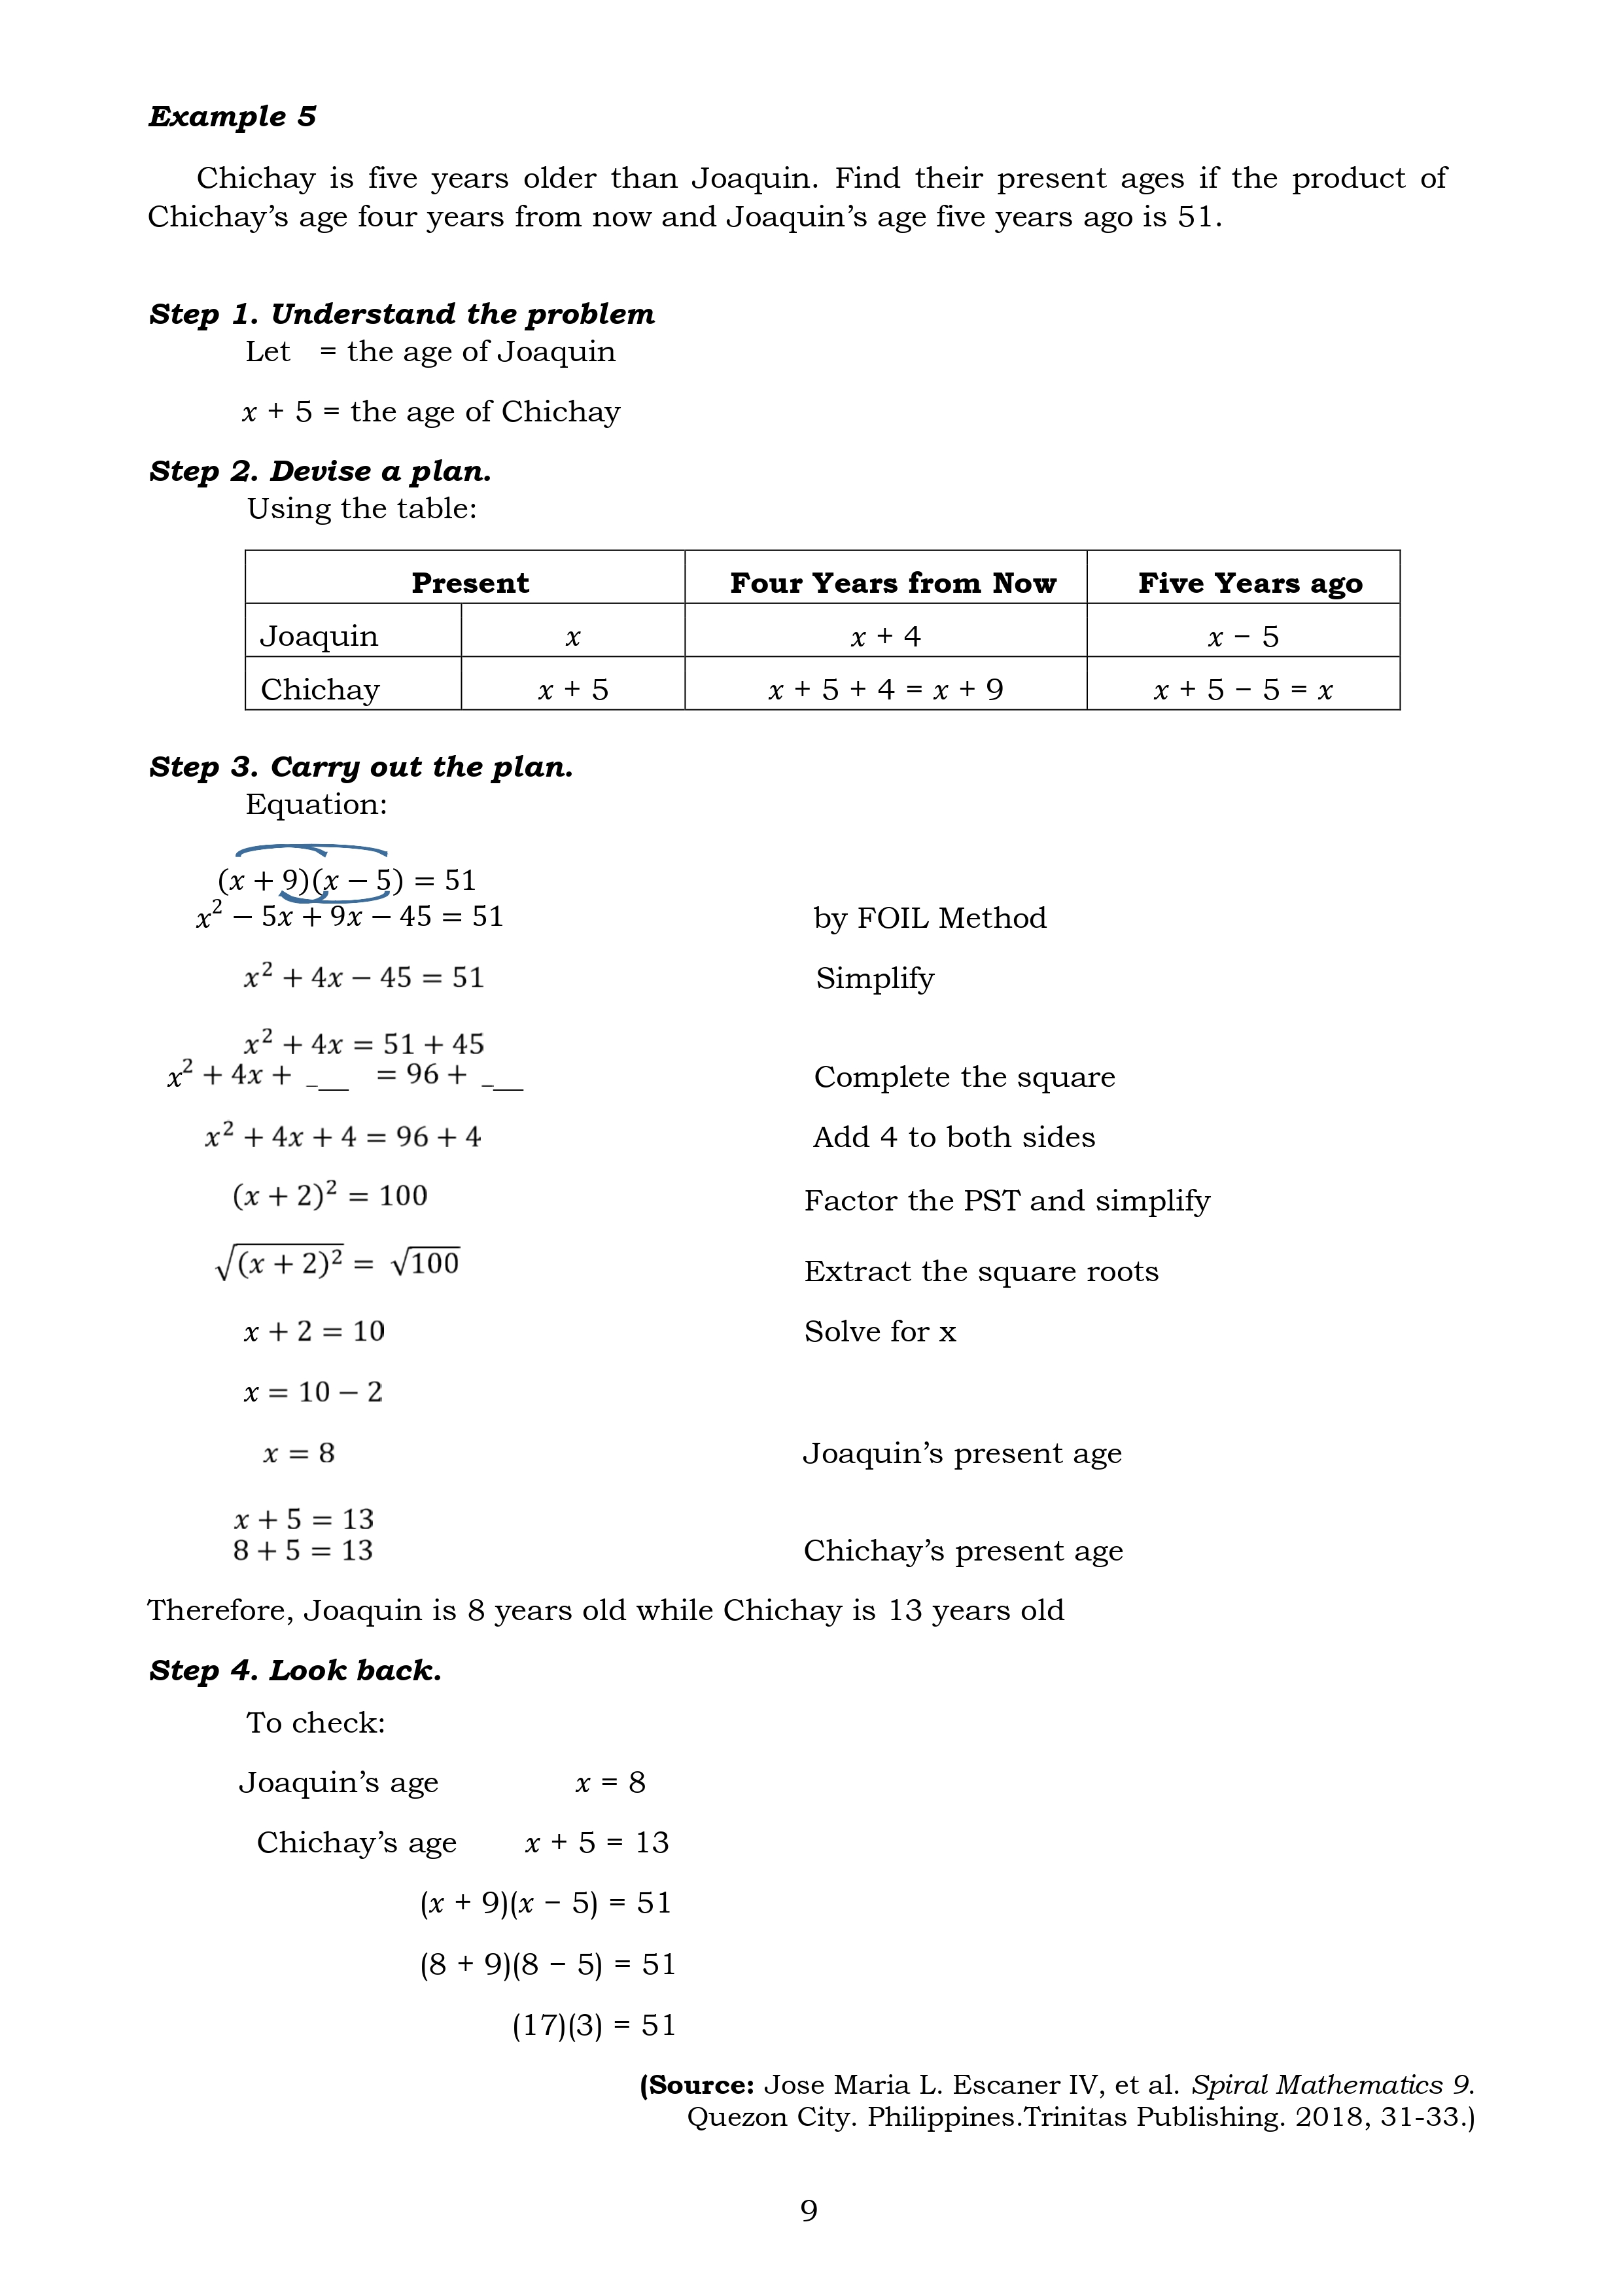 Example 5
Chichay is five years older than Joaquin. Find their present ages if the product of
Chichay’s age four years from now and Joaquin’s age five years ago is 51.
Step 1. Understand the problem
Let = the age of Joaquin
x + 5 = the age of Chichay
Step 2. Devise a plan.
Using the table:
Present Four Years from Now Five Years ago
Joaquin x x + 4 x − 5
Chichay x + 5 x + 5 + 4 = x + 9 x + 5 − 5 = x
Step 3. Carry out the plan.
Equation:
(x + 9)(x − 5) = 51
x² − 5x + 9x − 45 = 51 by FOIL Method
x² + 4x − 45 = 51 Simplify
x² + 4x = 51 + 45
x² + 4x + ___ = 96 + ___ Complete the square
x² + 4x + 4 = 96 + 4 Add 4 to both sides
(x + 2)² = 100 Factor the PST and simplify
√(x + 2)² = √100 Extract the square roots
x + 2 = 10 Solve for x
x = 10 − 2
x = 8 Joaquin’s present age
x + 5 = 13
8 + 5 = 13 Chichay’s present age
Therefore, Joaquin is 8 years old while Chichay is 13 years old
Step 4. Look back.
To check:
Joaquin’s age x = 8
Chichay’s age x + 5 = 13
(x + 9)(x − 5) = 51
(8 + 9)(8 − 5) = 51
(17)(3) = 51
(Source: Jose Maria L. Escaner IV, et al. Spiral Mathematics 9.
Quezon City. Philippines.Trinitas Publishing. 2018, 31-33.)
9